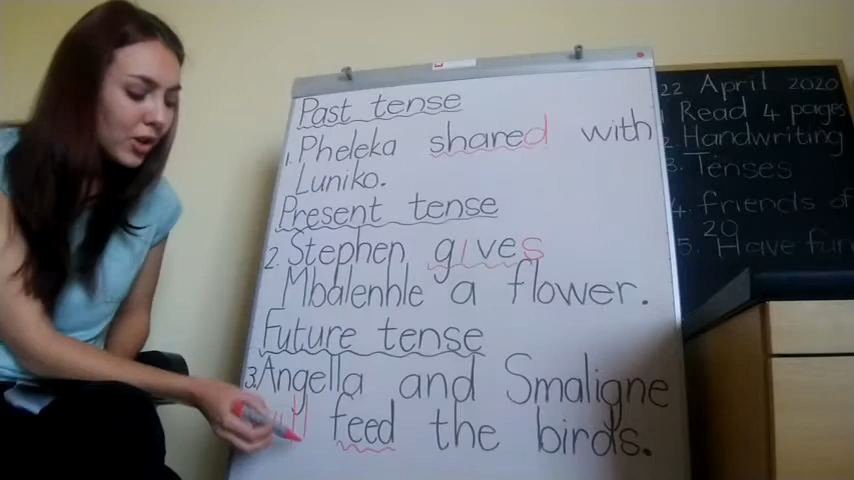 Past tense
1. Pheleka shared with
Luniko.
Present tense
2. Stephen gives
Mbalenhle a flower.
Future tense
3. Angella and Smaligne
feed the birds.
22 April 2020
Read 4 pages
Handwriting
3. Tenses
4. friends of
20
5. Have fun